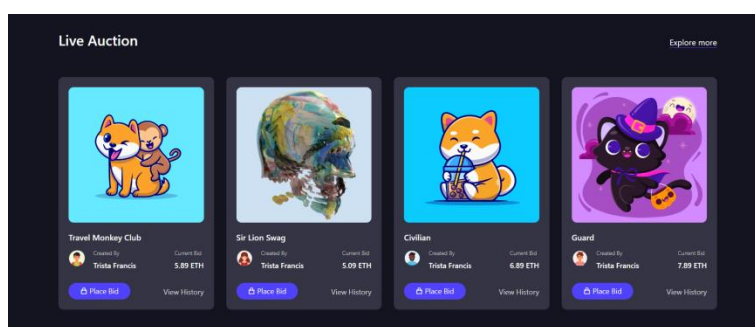 Live Auction
Explore more
Travel Monkey Club
Created By
Current Bid
Trista Francis
5.89 ETH
Place Bid
View History
Sir Lion Swag
Created By
Current Bid
Trista Francis
5.09 ETH
Place Bid
View History
Civilian
Created By
Current Bid
Trista Francis
6.89 ETH
Place Bid
View History
Guard
Created By
Current Bid
Trista Francis
7.89 ETH
Place Bid
View History